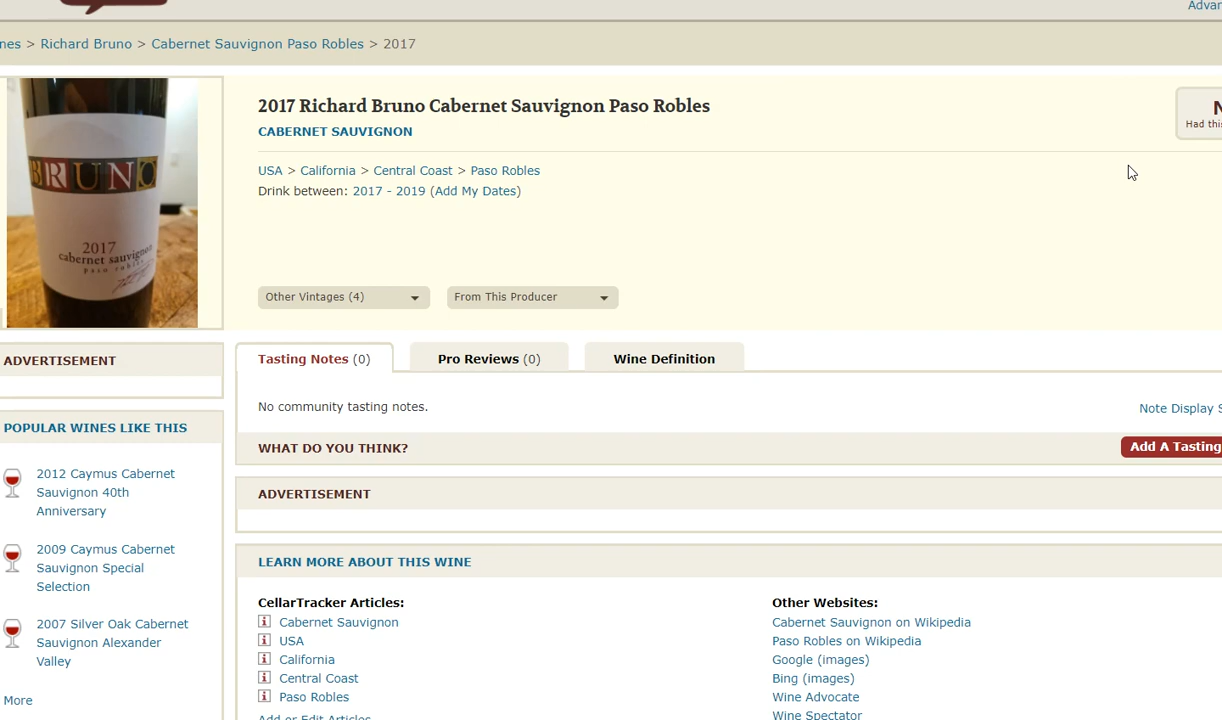 Advar
nes > Richard Bruno > Cabernet Sauvignon Paso Robles > 2017
BRUNO
2017
cabernet sauvignon
paso robles
2017 Richard Bruno Cabernet Sauvignon Paso Robles
CABERNET SAUVIGNON
N
Had this
USA > California > Central Coast > Paso Robles
Drink between: 2017 - 2019 (Add My Dates)
Other Vintages (4)
From This Producer
ADVERTISEMENT
POPULAR WINES LIKE THIS
2012 Caymus Cabernet
Sauvignon 40th
Anniversary
2009 Caymus Cabernet
Sauvignon Special
Selection
2007 Silver Oak Cabernet
Sauvignon Alexander
Valley
More
Tasting Notes (0)
Pro Reviews (0)
Wine Definition
No community tasting notes.
Note Display S
WHAT DO YOU THINK?
Add A Tasting
ADVERTISEMENT
LEARN MORE ABOUT THIS WINE
CellarTracker Articles:
Cabernet Sauvignon
USA
California
Central Coast
Paso Robles
Add or Edit Articles
Other Websites:
Cabernet Sauvignon on Wikipedia
Paso Robles on Wikipedia
Google (images)
Bing (images)
Wine Advocate
Wine Spectator